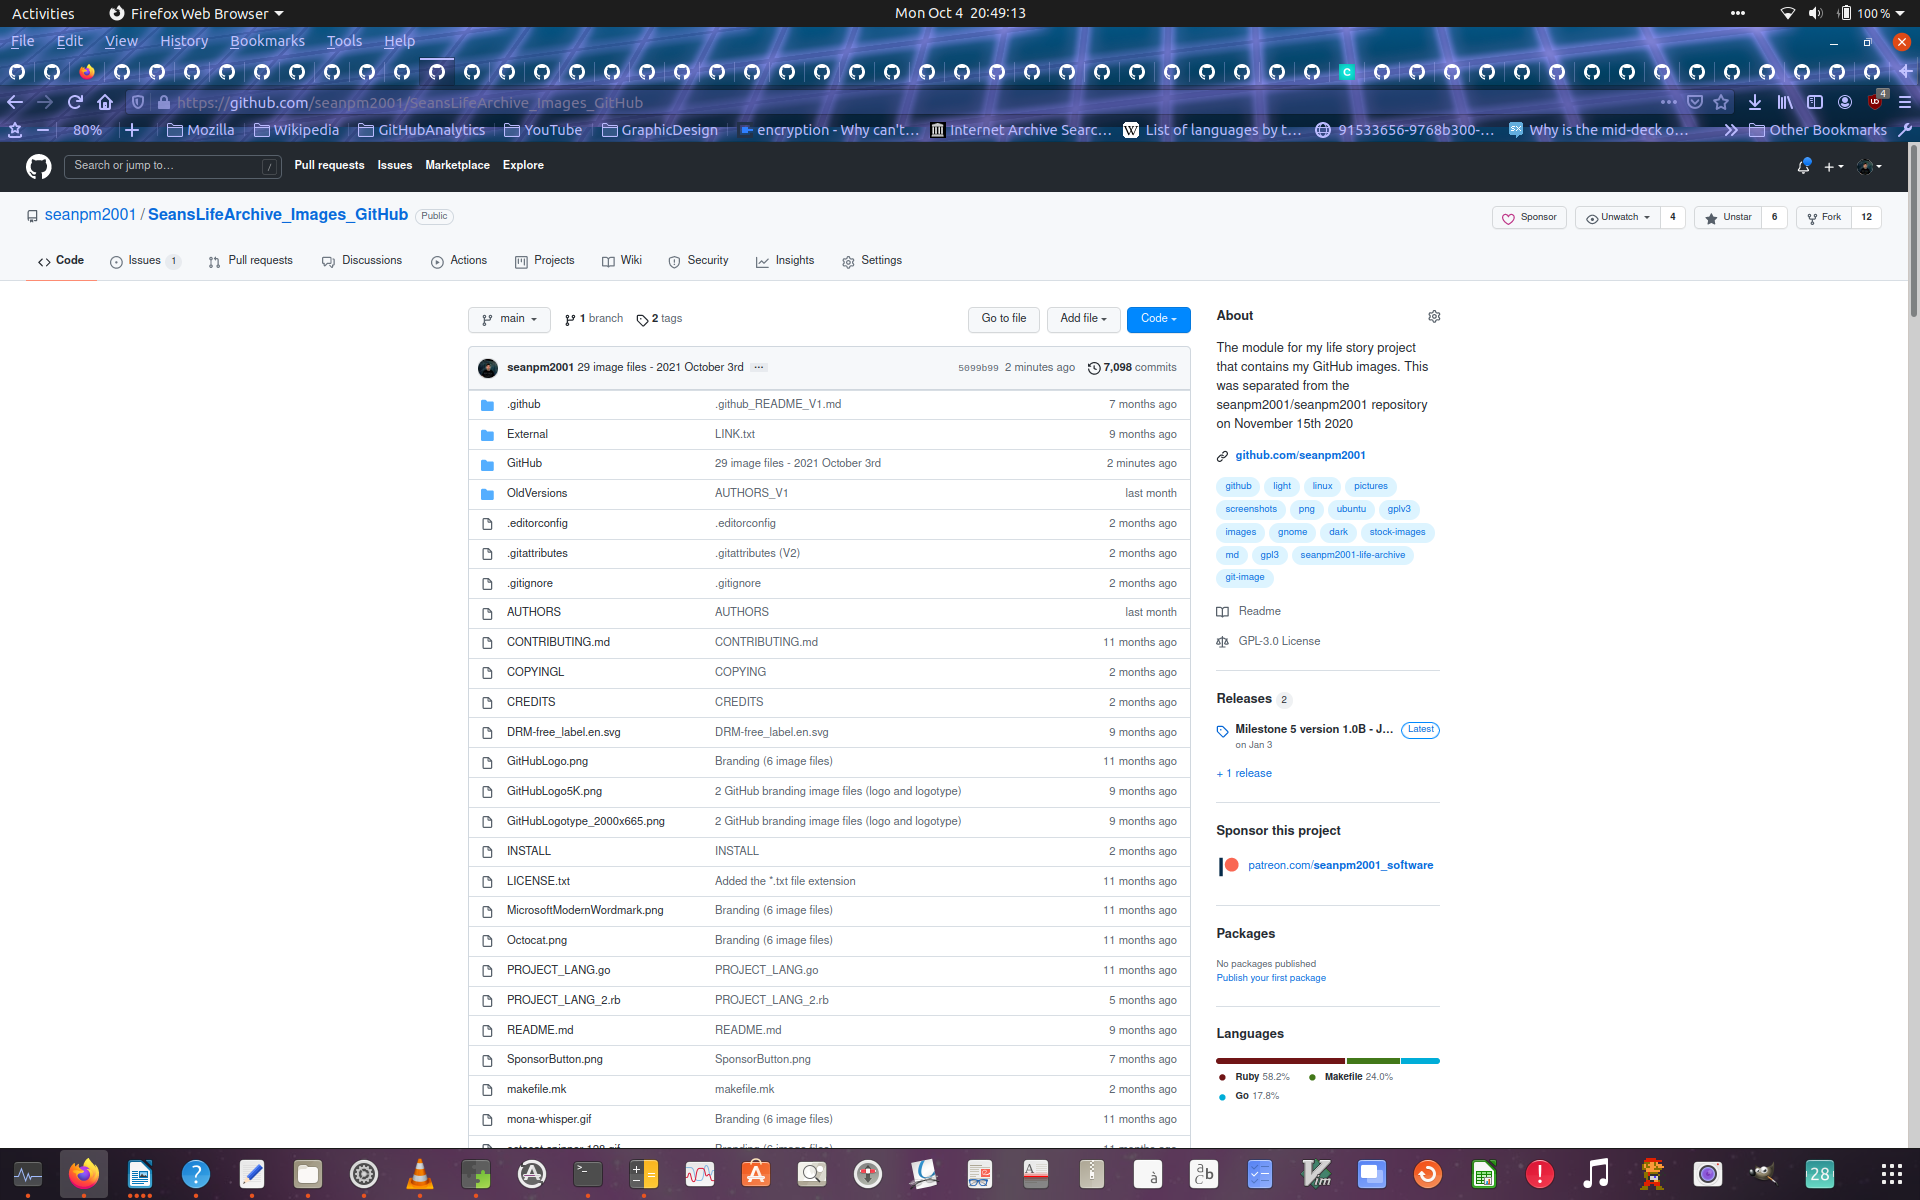 Activities Firefox Web Browser Mon Oct 4 20:49:13 100 %
File Edit View History Bookmarks Tools Help
https://github.com/seanpm2001/SeansLifeArchive_Images_GitHub 4
80% Mozilla Wikipedia GitHubAnalytics YouTube GraphicDesign encryption - Why can't… Internet Archive Searc… List of languages by t… 91533656-9768b300-… Why is the mid-deck o… Other Bookmarks
Search or jump to… / Pull requests Issues Marketplace Explore
seanpm2001 / SeansLifeArchive_Images_GitHub Public Sponsor Unwatch 4 Unstar 6 Fork 12
Code Issues 1 Pull requests Discussions Actions Projects Wiki Security Insights Settings
main 1 branch 2 tags Go to file Add file Code
seanpm2001 29 image files - 2021 October 3rd ... 5099b99 2 minutes ago 7,098 commits
.github .github_README_V1.md 7 months ago
External LINK.txt 9 months ago
GitHub 29 image files - 2021 October 3rd 2 minutes ago
OldVersions AUTHORS_V1 last month
.editorconfig .editorconfig 2 months ago
.gitattributes .gitattributes (V2) 2 months ago
.gitignore .gitignore 2 months ago
AUTHORS AUTHORS last month
CONTRIBUTING.md CONTRIBUTING.md 11 months ago
COPYINGL COPYING 2 months ago
CREDITS CREDITS 2 months ago
DRM-free_label.en.svg DRM-free_label.en.svg 9 months ago
GitHubLogo.png Branding (6 image files) 11 months ago
GitHubLogo5K.png 2 GitHub branding image files (logo and logotype) 9 months ago
GitHubLogotype_2000x665.png 2 GitHub branding image files (logo and logotype) 9 months ago
INSTALL INSTALL 2 months ago
LICENSE.txt Added the *.txt file extension 11 months ago
MicrosoftModernWordmark.png Branding (6 image files) 11 months ago
Octocat.png Branding (6 image files) 11 months ago
PROJECT_LANG.go PROJECT_LANG.go 11 months ago
PROJECT_LANG_2.rb PROJECT_LANG_2.rb 5 months ago
README.md README.md 9 months ago
SponsorButton.png SponsorButton.png 7 months ago
makefile.mk makefile.mk 2 months ago
mona-whisper.gif Branding (6 image files) 11 months ago
About
The module for my life story project
that contains my GitHub images. This
was separated from the
seanpm2001/seanpm2001 repository
on November 15th 2020
github.com/seanpm2001
github light linux pictures
screenshots png ubuntu gplv3
images gnome dark stock-images
md gpl3 seanpm2001-life-archive
git-image
Readme
GPL-3.0 License
Releases 2
Milestone 5 version 1.0B - J… Latest
on Jan 3
+ 1 release
Sponsor this project
patreon.com/seanpm2001_software
Packages
No packages published
Publish your first package
Languages
Ruby 58.2% Makefile 24.0%
Go 17.8%
28